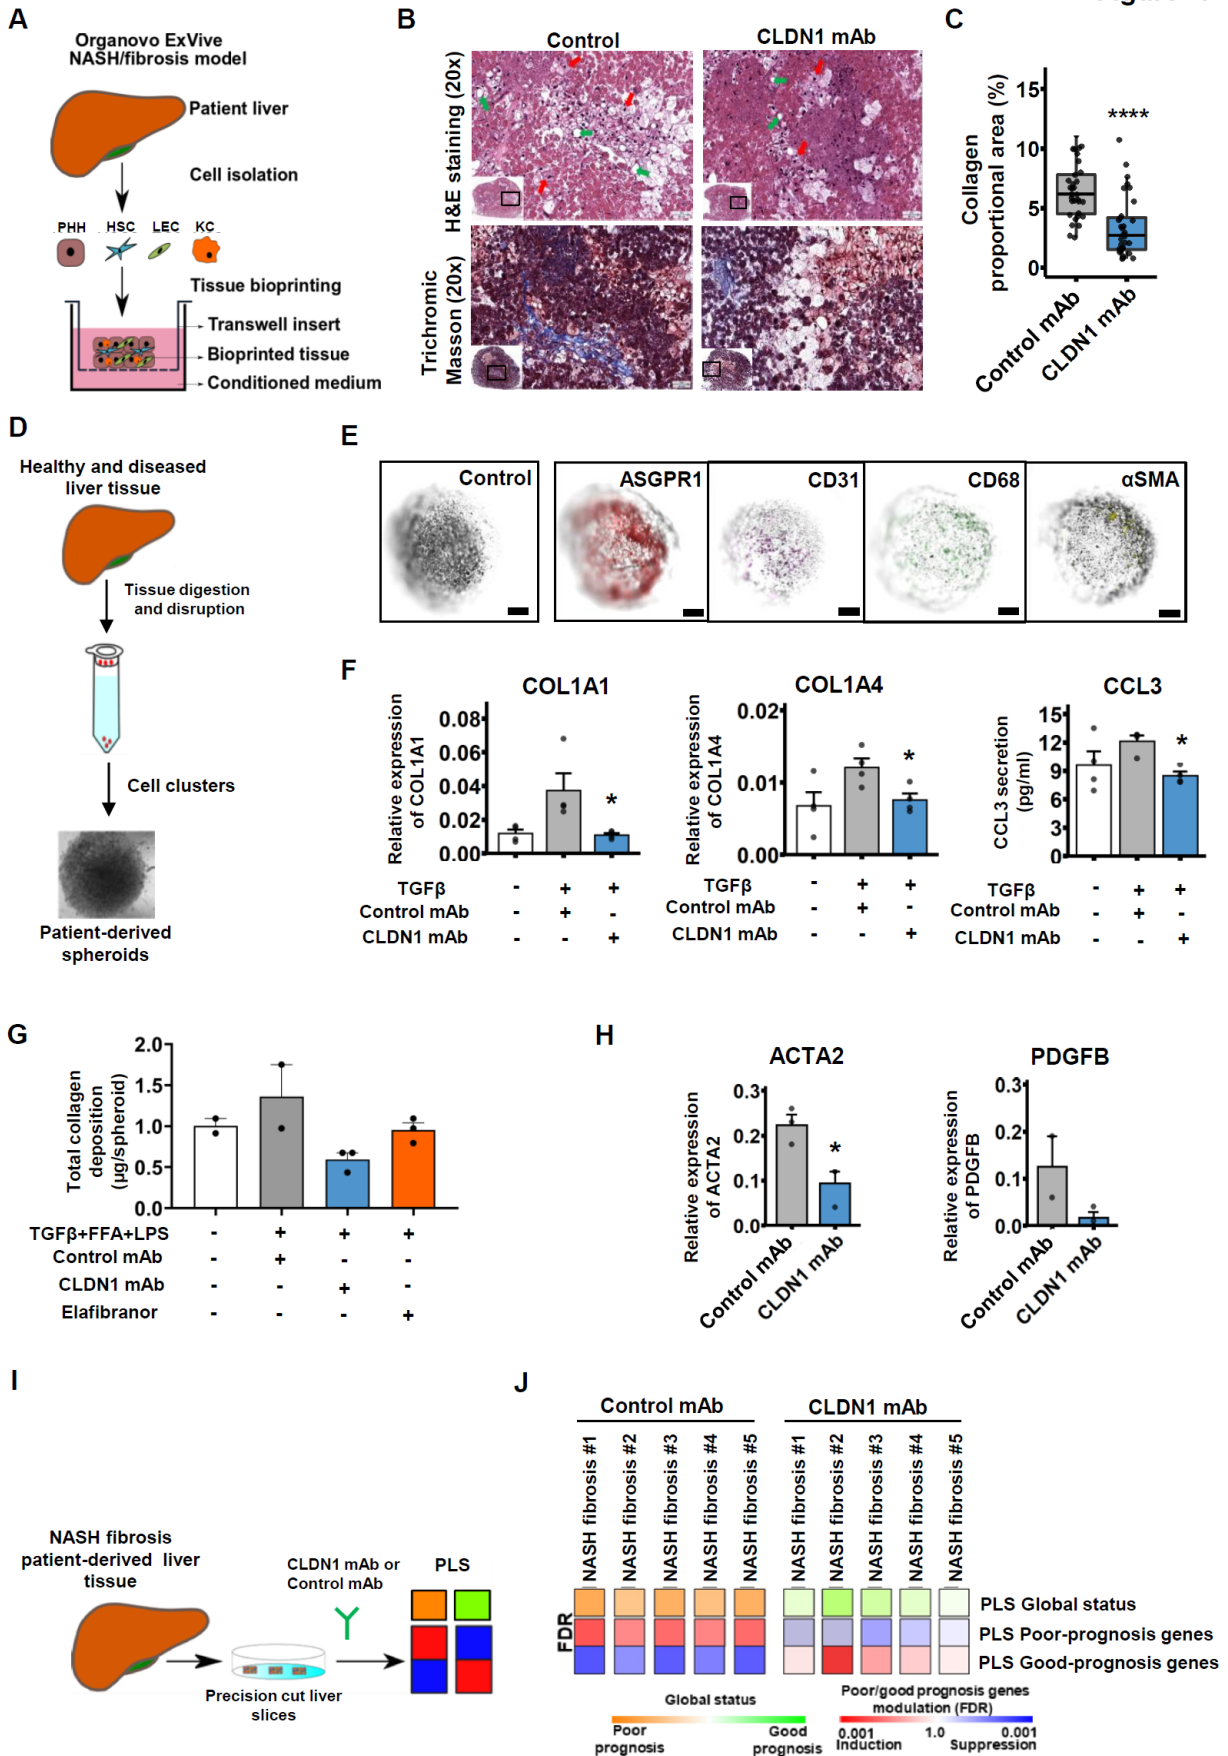 A
Organovo ExVive
NASH/fibrosis model
Patient liver
Cell isolation
PHH HSC LEC KC
Tissue bioprinting
Transwell insert
Bioprinted tissue
Conditioned medium
B
Control
CLDN1 mAb
H&E staining (20x)
Trichromic
Masson (20x)
C
Collagen
proportional area (%)
15
10
5
0
****
Control mAb
CLDN1 mAb
D
Healthy and diseased
liver tissue
Tissue digestion
and disruption
Cell clusters
Patient-derived
spheroids
E
Control
ASGPR1
CD31
CD68
αSMA
F
COL1A1
Relative expression
of COL1A1
0.08
0.06
0.04
0.02
0.00
*
TGFβ - + +
Control mAb - + -
CLDN1 mAb - - +
COL1A4
Relative expression
of COL1A4
0.02
0.01
0.00
*
TGFβ - + +
Control mAb - + -
CLDN1 mAb - - +
CCL3
CCL3 secretion
(pg/ml)
15
12
9
6
3
0
*
TGFβ - + +
Control mAb - + -
CLDN1 mAb - - +
G
Total collagen
deposition
(µg/spheroid)
2.0
1.5
1.0
0.5
0.0
TGFβ+FFA+LPS - + + +
Control mAb - + - -
CLDN1 mAb - - + -
Elafibranor - - - +
H
ACTA2
Relative expression
of ACTA2
0.3
0.2
0.1
0.0
*
Control mAb
CLDN1 mAb
PDGFB
Relative expression
of PDGFB
0.3
0.2
0.1
0.0
Control mAb
CLDN1 mAb
I
NASH fibrosis
patient-derived liver
tissue
CLDN1 mAb or
Control mAb
PLS
Precision cut liver
slices
J
Control mAb
CLDN1 mAb
NASH fibrosis #1
NASH fibrosis #2
NASH fibrosis #3
NASH fibrosis #4
NASH fibrosis #5
NASH fibrosis #1
NASH fibrosis #2
NASH fibrosis #3
NASH fibrosis #4
NASH fibrosis #5
FDR
PLS Global status
PLS Poor-prognosis genes
PLS Good-prognosis genes
Global status
Poor
prognosis
Good
prognosis
Poor/good prognosis genes
modulation (FDR)
0.001 1.0 0.001
Induction Suppression